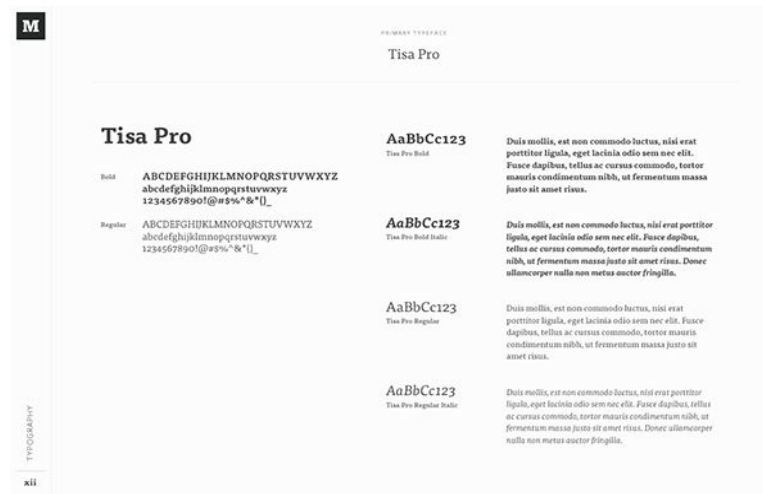 M
PRIMARY TYPEFACE
Tisa Pro
Tisa Pro
Bold
ABCDEFGHIJKLMNOPQRSTUVWXYZ
abcdefghijklmnopqrstuvwxyz
1234567890!@#$%^&*()_
Regular
ABCDEFGHIJKLMNOPQRSTUVWXYZ
abcdefghijklmnopqrstuvwxyz
1234567890!@#$%^&*()_
AaBbCc123
Tisa Pro Bold
Duis mollis, est non commodo luctus, nisi erat
porttitor ligula, eget lacinia odio sem nec elit.
Fusce dapibus, tellus ac cursus commodo, tortor
mauris condimentum nibh, ut fermentum massa
justo sit amet risus.
AaBbCc123
Tisa Pro Bold Italic
Duis mollis, est non commodo luctus, nisi erat porttitor
ligula, eget lacinia odio sem nec elit. Fusce dapibus,
tellus ac cursus commodo, tortor mauris condimentum
nibh, ut fermentum massa justo sit amet risus. Donec
ullamcorper nulla non metus auctor fringilla.
AaBbCc123
Tisa Pro Regular
Duis mollis, est non commodo luctus, nisi erat
porttitor ligula, eget lacinia odio sem nec elit. Fusce
dapibus, tellus ac cursus commodo, tortor mauris
condimentum nibh, ut fermentum massa justo sit
amet risus.
AaBbCc123
Tisa Pro Regular Italic
Duis mollis, est non commodo luctus, nisi erat porttitor
ligula, eget lacinia odio sem nec elit. Fusce dapibus, tellus
ac cursus commodo, tortor mauris condimentum nibh, ut
fermentum massa justo sit amet risus. Donec ullamcorper
nulla non metus auctor fringilla.
TYPOGRAPHY
xii